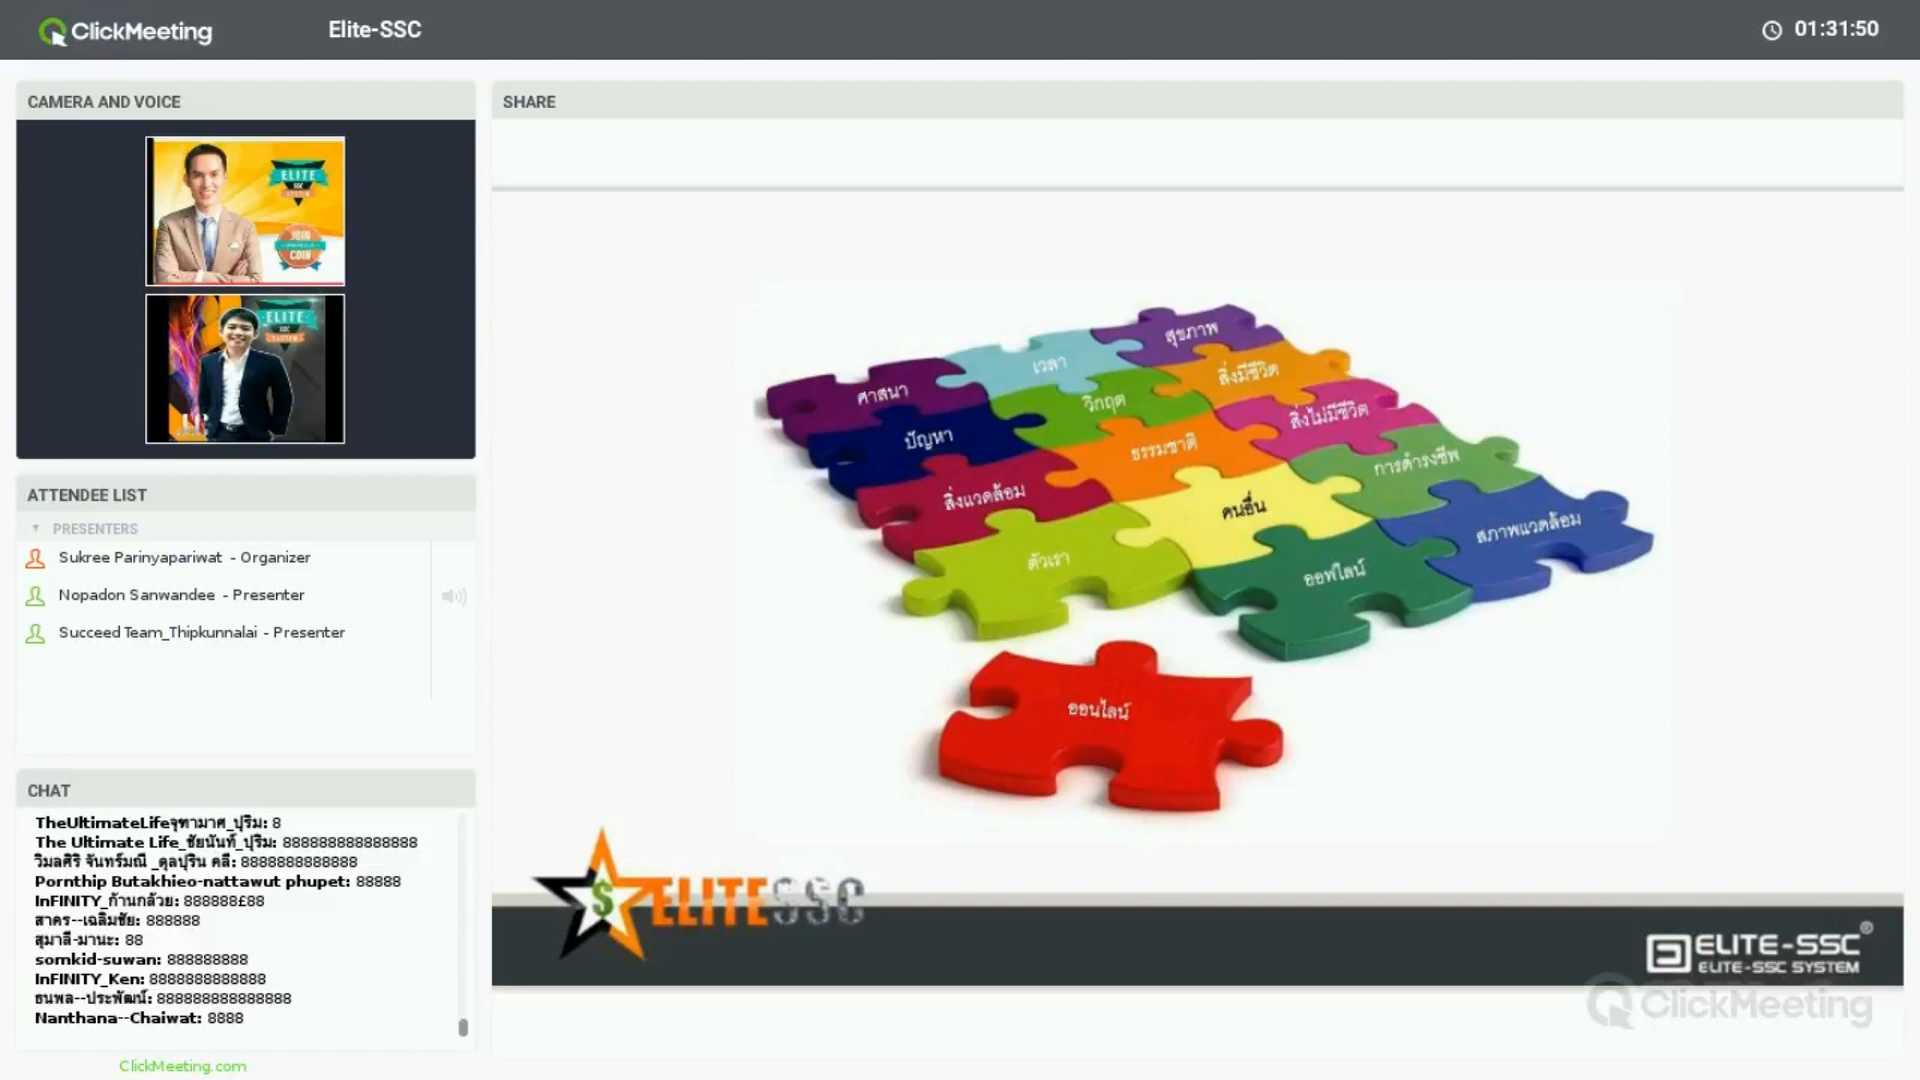 ClickMeeting
Elite-SSC
01:31:50
CAMERA AND VOICE
ELITE
SSC
SYSTEM
JOIN
COIN
ELITE
SSC
SYSTEM
ATTENDEE LIST
PRESENTERS
Sukree Parinyapariwat - Organizer
Nopadon Sanwandee - Presenter
Succeed Team_Thipkunnalai - Presenter
CHAT
TheUltimateLifeจุฑามาศ_ปุริม: 8
The Ultimate Life_ชัยนันท์_ปุริม: 888888888888888
วิมลศิริ จันทร์มณี _ดุลปุริน คลี: 8888888888888
Pornthip Butakhieo-nattawut phupet: 88888
InFINITY_ก้านกล้วย: 888888£88
สาคร--เฉลิมชัย: 888888
สุมาลี-มานะ: 88
somkid-suwan: 888888888
InFINITY_Ken: 8888888888888
ธนพล--ประพัฒน์: 888888888888888
Nanthana--Chaiwat: 8888
ClickMeeting.com
SHARE
สุขภาพ
เวลา
ศาสนา
สิ่งมีชีวิต
วิกฤต
สิ่งไม่มีชีวิต
ปัญหา
ธรรมชาติ
การดำรงชีพ
สิ่งแวดล้อม
คนอื่น
สภาพแวดล้อม
ตัวเรา
ออฟไลน์
ออนไลน์
$ ELITE SSC
ELITE-SSC®
ELITE-SSC SYSTEM
ClickMeeting